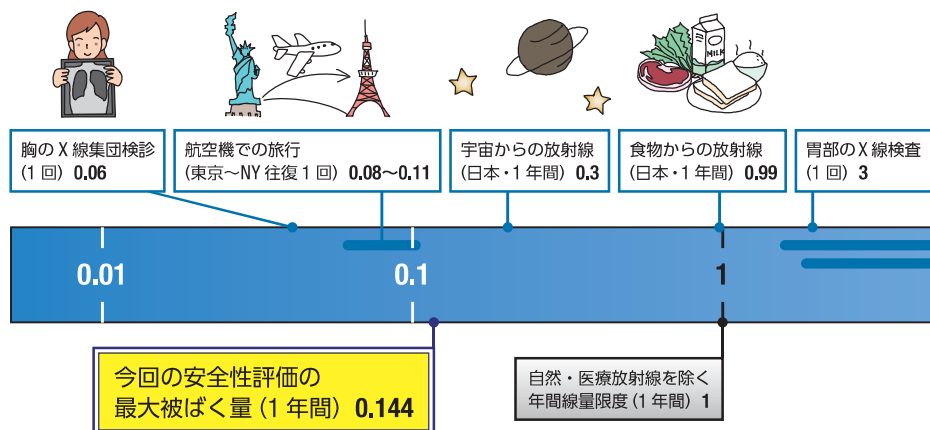 MILK
胸のX線集団検診
(1回) 0.06
航空機での旅行
(東京〜NY往復1回) 0.08〜0.11
宇宙からの放射線
(日本・1年間) 0.3
食物からの放射線
(日本・1年間) 0.99
胃部のX線検査
(1回) 3
0.01
0.1
1
今回の安全性評価の
最大被ばく量(1年間) 0.144
自然・医療放射線を除く
年間線量限度(1年間) 1